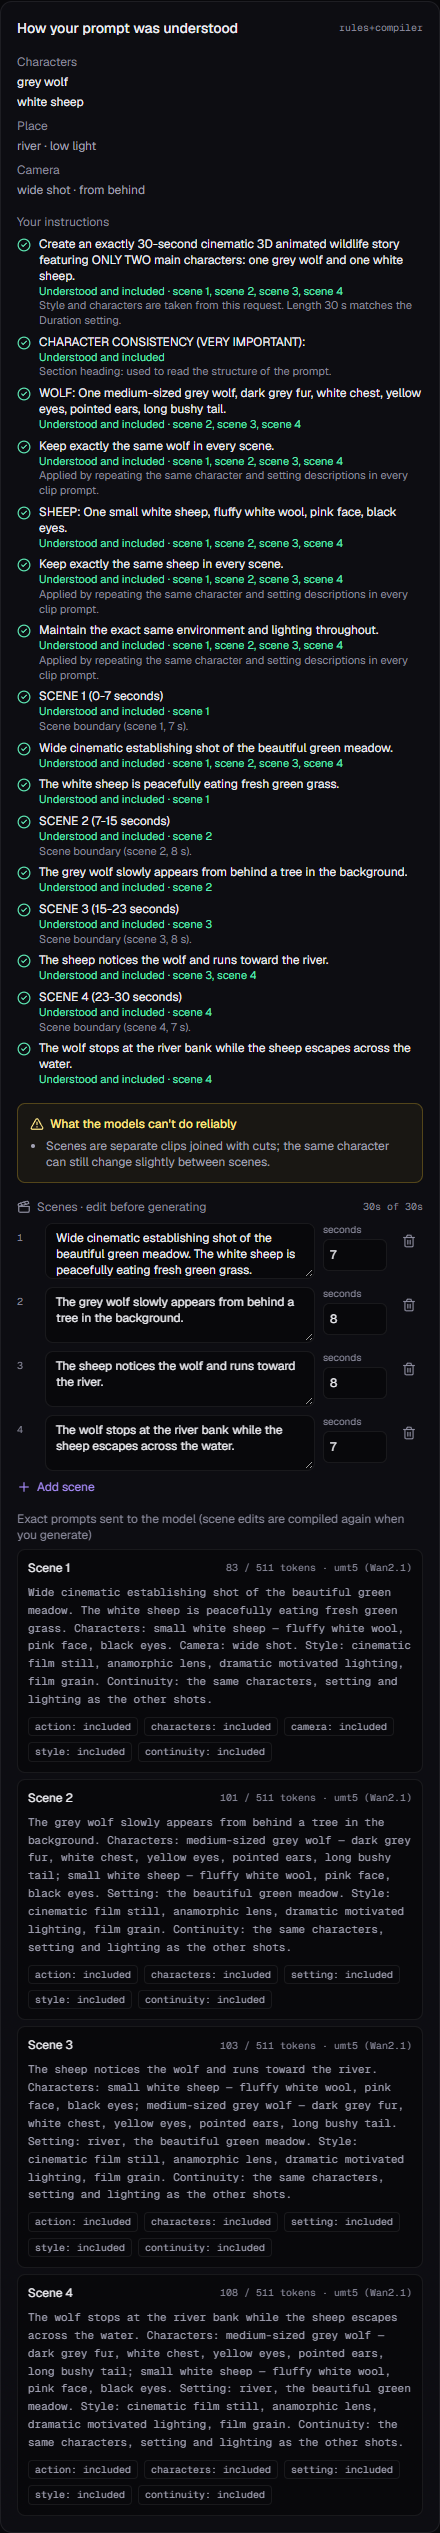 How your prompt was understood
rules+compiler
Characters
grey wolf
white sheep
Place
river · low light
Camera
wide shot · from behind
Your instructions
Create an exactly 30-second cinematic 3D animated wildlife story
featuring ONLY TWO main characters: one grey wolf and one white
sheep.
Understood and included · scene 1, scene 2, scene 3, scene 4
Style and characters are taken from this request. Length 30 s matches the
Duration setting.
CHARACTER CONSISTENCY (VERY IMPORTANT):
Understood and included
Section heading: used to read the structure of the prompt.
WOLF: One medium-sized grey wolf, dark grey fur, white chest, yellow
eyes, pointed ears, long bushy tail.
Understood and included · scene 2, scene 3, scene 4
Keep exactly the same wolf in every scene.
Understood and included · scene 1, scene 2, scene 3, scene 4
Applied by repeating the same character and setting descriptions in every
clip prompt.
SHEEP: One small white sheep, fluffy white wool, pink face, black
eyes.
Understood and included · scene 1, scene 2, scene 3, scene 4
Keep exactly the same sheep in every scene.
Understood and included · scene 1, scene 2, scene 3, scene 4
Applied by repeating the same character and setting descriptions in every
clip prompt.
Maintain the exact same environment and lighting throughout.
Understood and included · scene 1, scene 2, scene 3, scene 4
Applied by repeating the same character and setting descriptions in every
clip prompt.
SCENE 1 (0-7 seconds)
Understood and included · scene 1
Scene boundary (scene 1, 7 s).
Wide cinematic establishing shot of the beautiful green meadow.
Understood and included · scene 1, scene 2, scene 3, scene 4
The white sheep is peacefully eating fresh green grass.
Understood and included · scene 1
SCENE 2 (7-15 seconds)
Understood and included · scene 2
Scene boundary (scene 2, 8 s).
The grey wolf slowly appears from behind a tree in the background.
Understood and included · scene 2
SCENE 3 (15-23 seconds)
Understood and included · scene 3
Scene boundary (scene 3, 8 s).
The sheep notices the wolf and runs toward the river.
Understood and included · scene 3, scene 4
SCENE 4 (23-30 seconds)
Understood and included · scene 4
Scene boundary (scene 4, 7 s).
The wolf stops at the river bank while the sheep escapes across the
water.
Understood and included · scene 4
What the models can't do reliably
• Scenes are separate clips joined with cuts; the same character
can still change slightly between scenes.
Scenes · edit before generating
30s of 30s
1
Wide cinematic establishing shot of the
beautiful green meadow. The white sheep is
peacefully eating fresh green grass.
seconds
7
2
The grey wolf slowly appears from behind a
tree in the background.
seconds
8
3
The sheep notices the wolf and runs toward
the river.
seconds
8
4
The wolf stops at the river bank while the
sheep escapes across the water.
seconds
7
+ Add scene
Exact prompts sent to the model (scene edits are compiled again when
you generate)
Scene 1
83 / 511 tokens · umt5 (Wan2.1)
Wide cinematic establishing shot of the beautiful green
meadow. The white sheep is peacefully eating fresh green
grass. Characters: small white sheep — fluffy white wool,
pink face, black eyes. Camera: wide shot. Style: cinematic
film still, anamorphic lens, dramatic motivated lighting,
film grain. Continuity: the same characters, setting and
lighting as the other shots.
action: included
characters: included
camera: included
style: included
continuity: included
Scene 2
101 / 511 tokens · umt5 (Wan2.1)
The grey wolf slowly appears from behind a tree in the
background. Characters: medium-sized grey wolf — dark grey
fur, white chest, yellow eyes, pointed ears, long bushy
tail; small white sheep — fluffy white wool, pink face,
black eyes. Setting: the beautiful green meadow. Style:
cinematic film still, anamorphic lens, dramatic motivated
lighting, film grain. Continuity: the same characters,
setting and lighting as the other shots.
action: included
characters: included
setting: included
style: included
continuity: included
Scene 3
103 / 511 tokens · umt5 (Wan2.1)
The sheep notices the wolf and runs toward the river.
Characters: small white sheep — fluffy white wool, pink
face, black eyes; medium-sized grey wolf — dark grey fur,
white chest, yellow eyes, pointed ears, long bushy tail.
Setting: river, the beautiful green meadow. Style:
cinematic film still, anamorphic lens, dramatic motivated
lighting, film grain. Continuity: the same characters,
setting and lighting as the other shots.
action: included
characters: included
setting: included
style: included
continuity: included
Scene 4
108 / 511 tokens · umt5 (Wan2.1)
The wolf stops at the river bank while the sheep escapes
across the water. Characters: medium-sized grey wolf —
dark grey fur, white chest, yellow eyes, pointed ears,
long bushy tail; small white sheep — fluffy white wool,
pink face, black eyes. Setting: river, the beautiful green
meadow. Style: cinematic film still, anamorphic lens,
dramatic motivated lighting, film grain. Continuity: the
same characters, setting and lighting as the other shots.
action: included
characters: included
setting: included
style: included
continuity: included